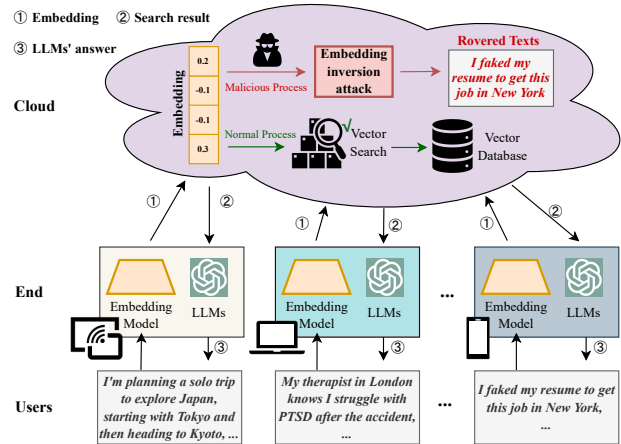 ① Embedding ② Search result
③ LLMs' answer
Cloud
Embedding
0.2
-0.1
-0.1
0.3
Malicious Process
Embedding
inversion
attack
Rovered Texts
I faked my
resume to get this
job in New York
Normal Process
√
Vector
Search
Vector
Database
① ②
① ②
① ②
End
Embedding
Model
LLMs
Embedding
Model
LLMs
...
Embedding
Model
LLMs
③
③
③
Users
I'm planning a solo trip
to explore Japan,
starting with Tokyo and
then heading to Kyoto, ...
My therapist in London
knows I struggle with
PTSD after the accident,
...
...
I faked my resume to get
this job in New York,
...